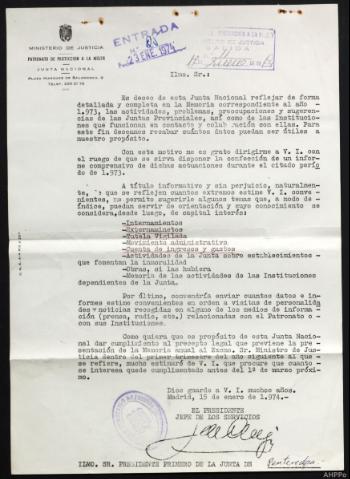 MINISTERIO DE JUSTICIA
PATRONATO DE PROTECCION A LA MUJER
JUNTA NACIONAL
PLAZA MARQUES DE SALAMANCA, 8
ENTRADA
23 ENE. 1974
Ilmo. Sr.:
Es deseo de esta Junta Nacional reflejar de forma
detallada y completa en la Memoria correspondiente al año -
1.973, las actividades, problemas, preocupaciones y sugeren-
cias de las Juntas Provinciales, así como de las Institucio-
nes que funcionan en contacto y colaboración con ellas. Para
este fin deseamos recabar cuántos datos puedan ser útiles a
nuestro propósito.
Con este motivo me es grato dirigirme a V. I. con
el ruego de que se sirva disponer la confección de un infor-
me comprensivo de dichas actuaciones durante el citado perio
do de 1.973.
A título informativo y sin perjuicio, naturalmen-
te, de que se reflejen cuantos extremos estime V. I. conve -
nientes, me permito sugerirle algunos temas que, a modo de -
índice, puedan servir de orientación y cuyo conocimiento se
considera, desde luego, de capital interés:
-Internamientos
-Externamientos
-Tutela Vigilada
-Movimiento administrativo
-Cuenta de ingresos y gastos
-Actividades de la Junta sobre establecimientos -
que fomentan la inmoralidad
-Obras, si las hubiera
-Memoria de las actividades de las Instituciones
dependientes de la Junta.
Por último, convendría enviar cuantos datos e in-
formes estime convenientes en orden a visitas de personalida
des y noticias recogidas en alguno de los medios de informa -
ción (prensa, radio, etc.) relacionadas con el Patronato o -
con sus Instituciones.
Como quiera que es propósito de esta Junta Nacio-
nal dar cumplimiento al precepto legal que previene la pre-
sentación de la Memoria anual al Excmo. Sr. Ministro de Jus-
ticia dentro del primer trimestre del año siguiente al que -
se refiere, mucho estimaré de V. I. que procure que cuanto -
se interesa quede cumplimentado antes del 1º de marzo próxi-
mo.
Dios guarde a V. I. muchos años.
Madrid, 15 de enero de 1974.-
EL PRESIDENTE
JEFE DE LOS SERVICIOS
ILMO. SR. PRESIDENTE PRIMERO DE LA JUNTA DE Pontevedra.-
AHPPo